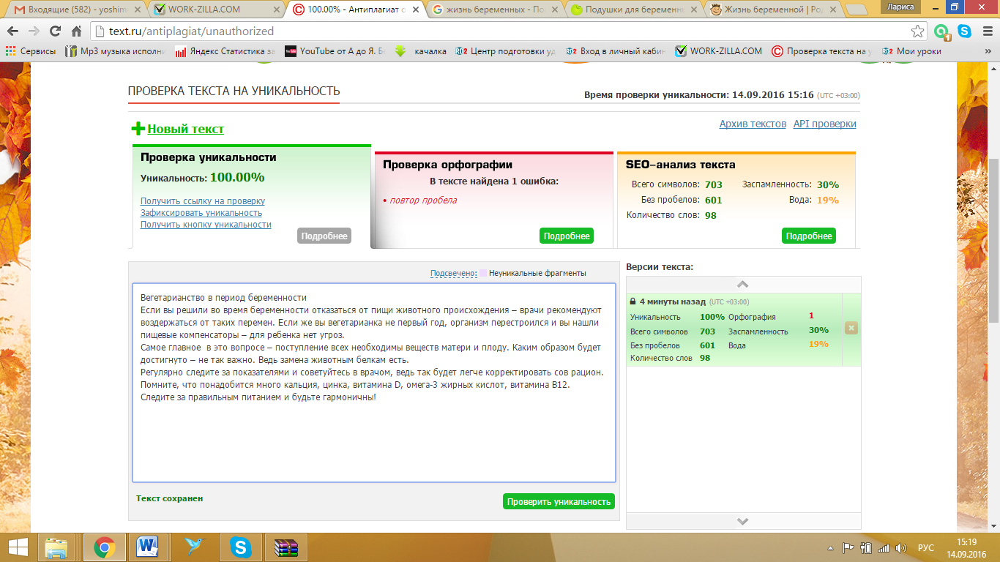 Входящие (582) - yoshim
WORK-ZILLA.COM
100.00% - Антиплагиат о
жизнь беременных - По
Подушки для беременны
Жизнь беременной | Род
Лариса
text.ru/antiplagiat/unauthorized
Сервисы
Mp3 музыка исполни
Яндекс Статистика за
YouTube от А до Я. Б
качалка
Центр подготовки уд
Вход в личный кабин
WORK-ZILLA.COM
Проверка текста на у
Мои уроки
»
ПРОВЕРКА ТЕКСТА НА УНИКАЛЬНОСТЬ
Время проверки уникальности: 14.09.2016 15:16 (UTC +03:00)
Новый текст
Архив текстов API проверки
Проверка уникальности
Уникальность: 100.00%
Получить ссылку на проверку
Зафиксировать уникальность
Получить кнопку уникальности
Подробнее
Проверка орфографии
В тексте найдена 1 ошибка:
• повтор пробела
Подробнее
SEO-анализ текста
Всего символов: 703 Заспамленность: 30%
Без пробелов: 601 Вода: 19%
Количество слов: 98
Подробнее
Подсвечено: Неуникальные фрагменты
Вегетарианство в период беременности
Если вы решили во время беременности отказаться от пищи животного происхождения – врачи рекомендуют
воздержаться от таких перемен. Если же вы вегетарианка не первый год, организм перестроился и вы нашли
пищевые компенсаторы – для ребенка нет угроз.
Самое главное  в это вопросе – поступление всех необходимы веществ матери и плоду. Каким образом будет
достигнуто – не так важно. Ведь замена животным белкам есть.
Регулярно следите за показателями и советуйтесь в врачом, ведь так будет легче корректировать сов рацион.
Помните, что понадобится много кальция, цинка, витамина D, омега-3 жирных кислот, витамина В12.
Следите за правильным питанием и будьте гармоничны!
Текст сохранен
Проверить уникальность
Версии текста:
4 минуты назад (UTC +03:00)
Уникальность 100% Орфография 1
Всего символов 703 Заспамленность 30%
Без пробелов 601 Вода 19%
Количество слов 98
РУС
15:19
14.09.2016